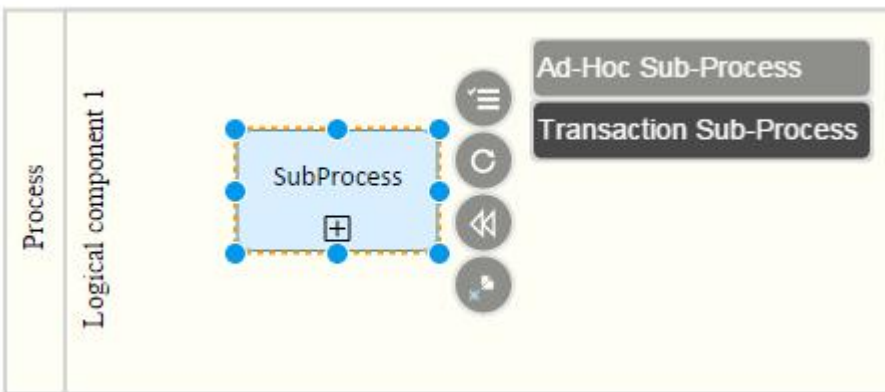 Process
Logical component 1
SubProcess
Ad-Hoc Sub-Process
Transaction Sub-Process